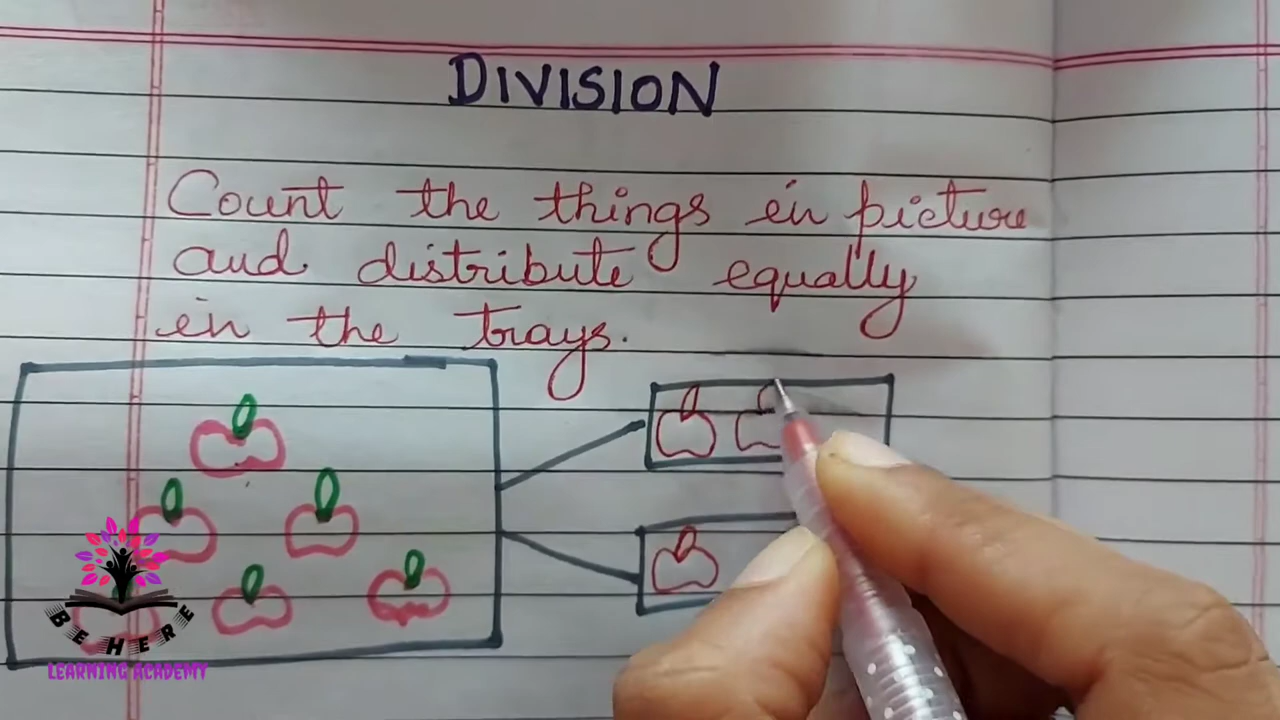 DIVISION
Count the things in picture
and distribute equally
in the trays.
BE HERE
LEARNING ACADEMY